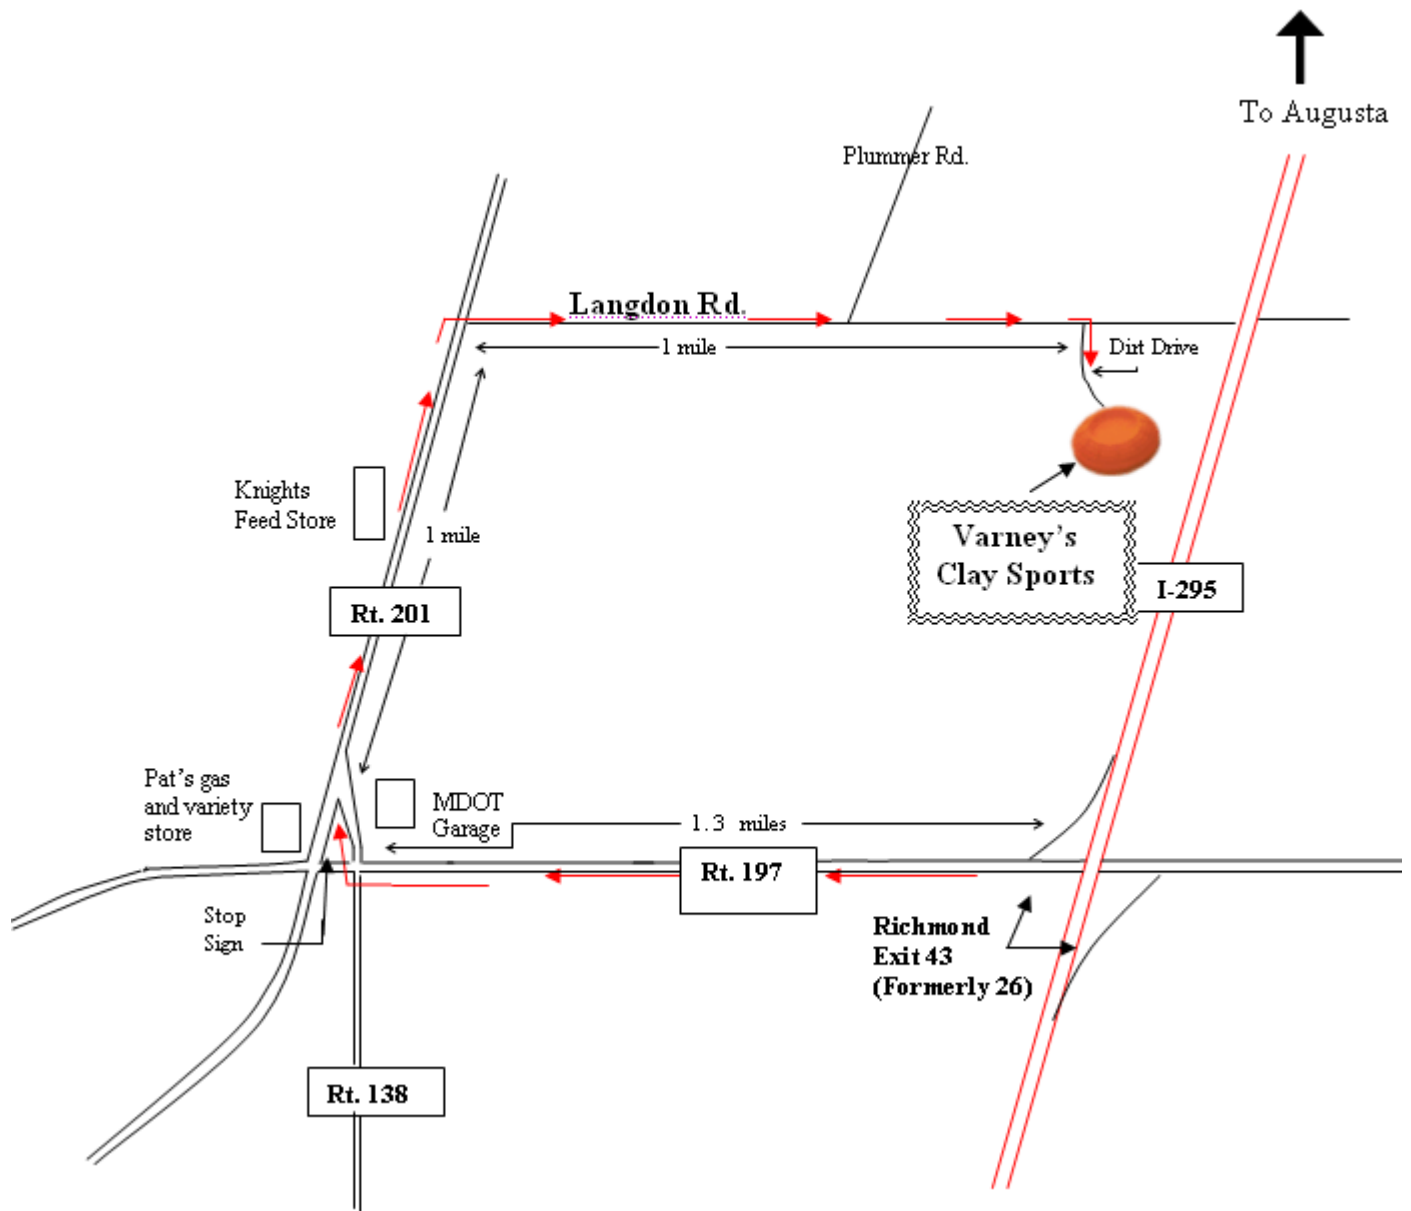 To Augusta
Plummer Rd.
Langdon Rd.
1 mile
Dirt Drive
Knights
Feed Store
1 mile
Varney's
Clay Sports
I-295
Rt. 201
Pat's gas
and variety
store
MDOT
Garage
1.3 miles
Rt. 197
Stop
Sign
Richmond
Exit 43
(Formerly 26)
Rt. 138